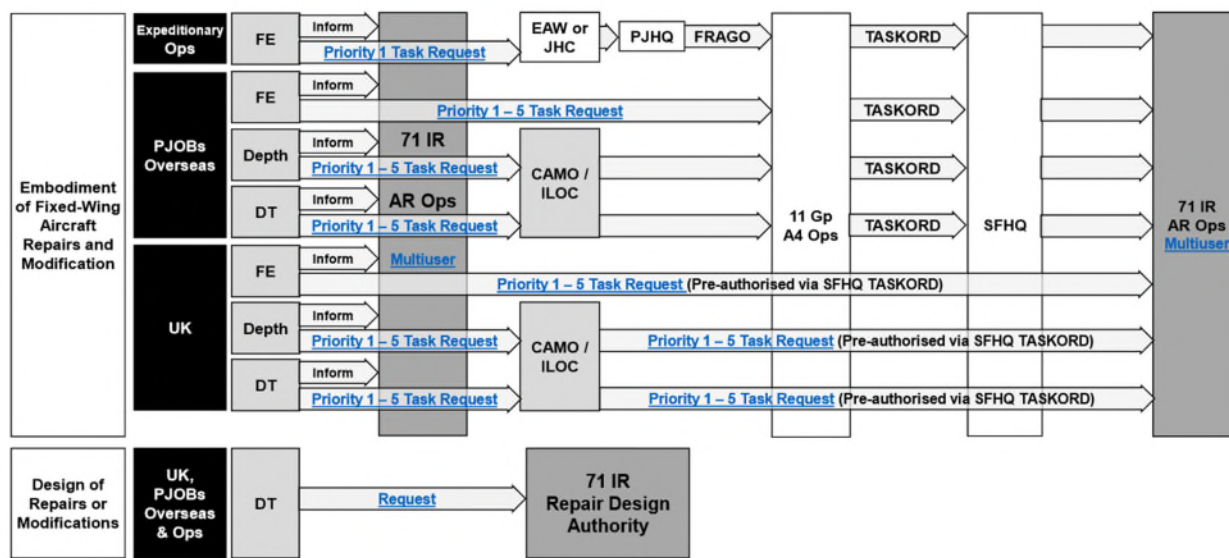 Embodiment
of Fixed-Wing
Aircraft
Repairs and
Modification
Expeditionary
Ops
FE
Inform
Priority 1 Task Request
EAW or
JHC
PJHQ
FRAGO
TASKORD
PJOBs
Overseas
FE
Inform
Priority 1 – 5 Task Request
TASKORD
Depth
Inform
Priority 1 – 5 Task Request
TASKORD
DT
Inform
Priority 1 – 5 Task Request
TASKORD
71 IR
AR Ops
Multiuser
CAMO /
ILOC
11 Gp
A4 Ops
SFHQ
71 IR
AR Ops
Multiuser
UK
FE
Inform
Priority 1 – 5 Task Request (Pre-authorised via SFHQ TASKORD)
Depth
Inform
Priority 1 – 5 Task Request
CAMO /
ILOC
Priority 1 – 5 Task Request (Pre-authorised via SFHQ TASKORD)
DT
Inform
Priority 1 – 5 Task Request
Priority 1 – 5 Task Request (Pre-authorised via SFHQ TASKORD)
Design of
Repairs or
Modifications
UK,
PJOBs
Overseas
& Ops
DT
Request
71 IR
Repair Design
Authority